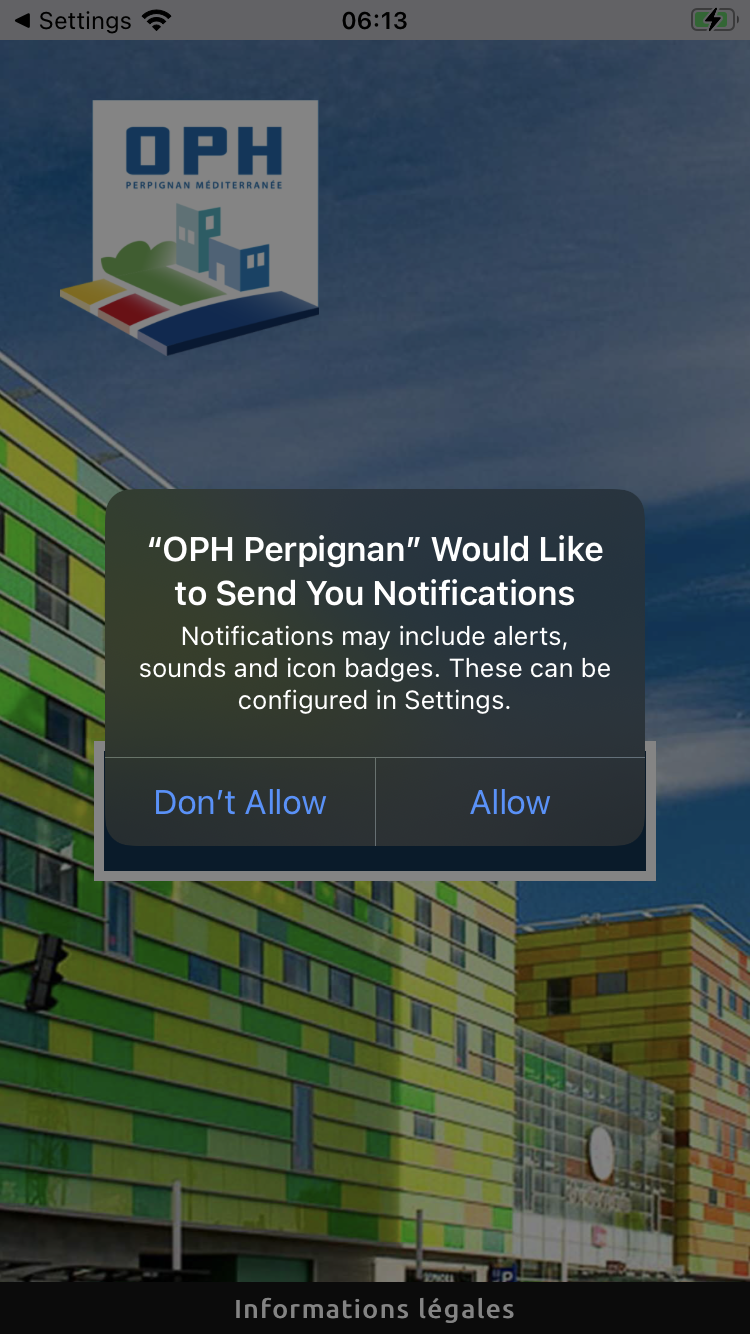 Settings
06:13
OPH
PERPIGNAN MÉDITERRANÉE
“OPH Perpignan” Would Like
to Send You Notifications
Notifications may include alerts,
sounds and icon badges. These can be
configured in Settings.
Don’t Allow
Allow
P
Informations légales